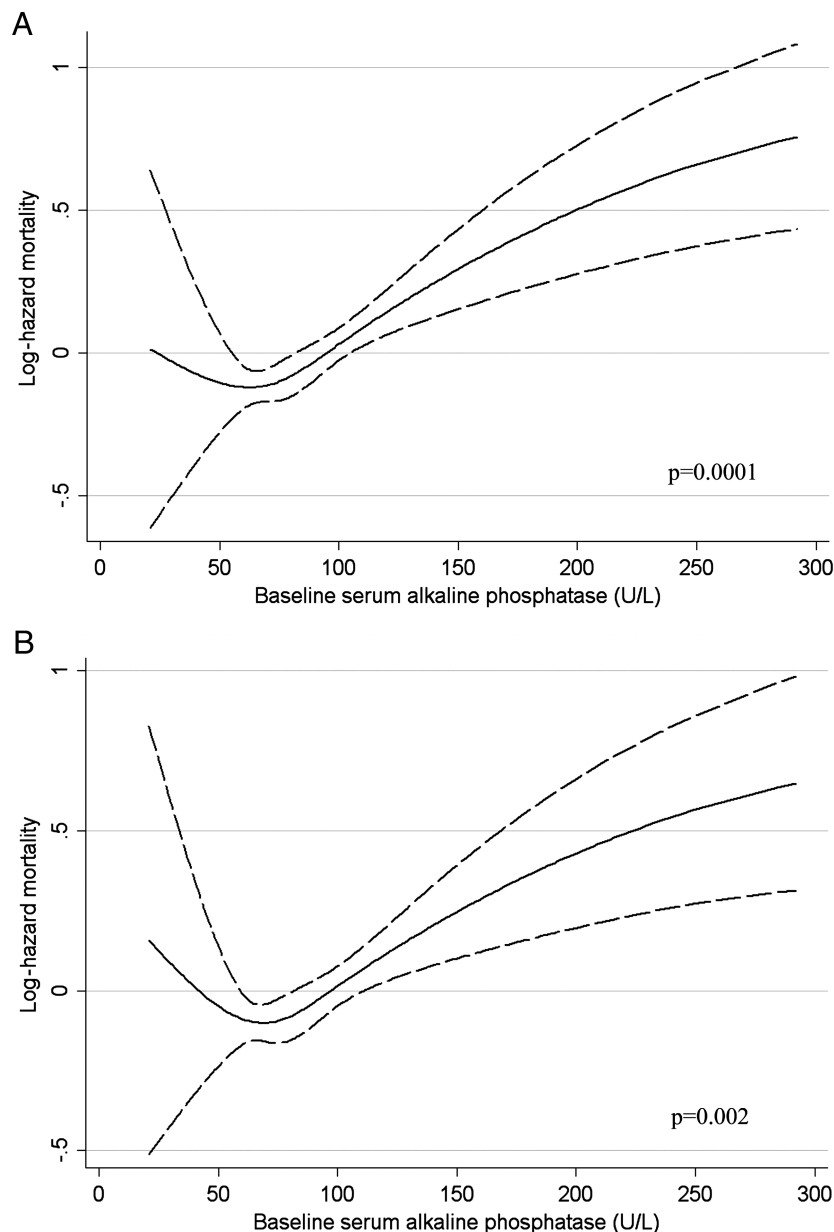 A
Log-hazard mortality
1
.5
0
-.5
p=0.0001
0 50 100 150 200 250 300
Baseline serum alkaline phosphatase (U/L)
B
Log-hazard mortality
1
.5
0
-.5
p=0.002
0 50 100 150 200 250 300
Baseline serum alkaline phosphatase (U/L)